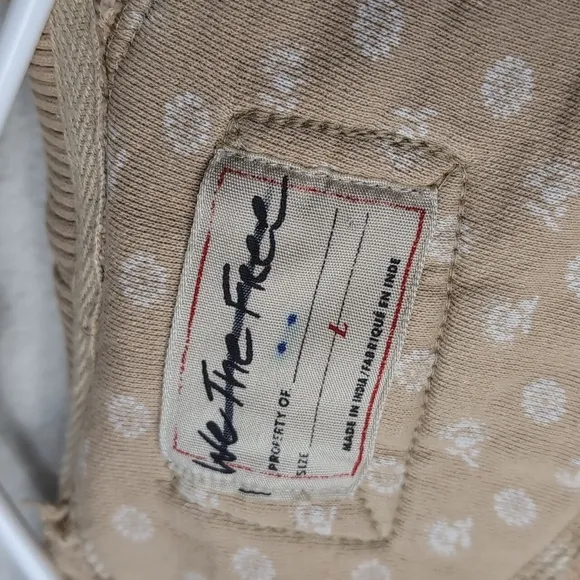 We The Free
PROPERTY OF
SIZE L
MADE IN INDIA/FABRIQUÉ EN INDE